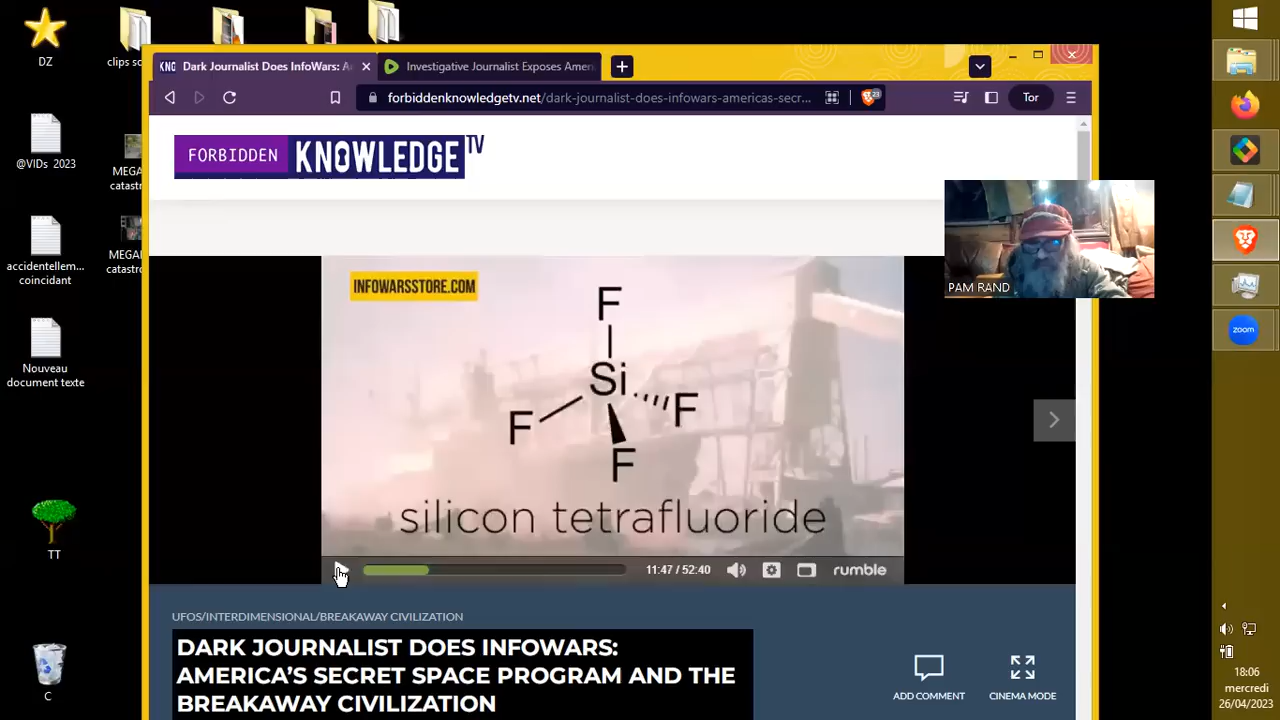 DZ
clips sc
@VIDs 2023
MEGA
catastr
accidentellem...
coincidant
MEGA
catastr
Nouveau
document texte
TT
C
KNO Dark Journalist Does InfoWars: A
Investigative Journalist Exposes Amer
forbiddenknowledgetv.net/dark-journalist-does-infowars-americas-secr...
23
Tor
FORBIDDEN KNOWLEDGE TV
INFOWARSSTORE.COM
F
Si
F
F
F
silicon tetrafluoride
PAM RAND
11:47 / 52:40
rumble
UFOS/INTERDIMENSIONAL/BREAKAWAY CIVILIZATION
DARK JOURNALIST DOES INFOWARS:
AMERICA'S SECRET SPACE PROGRAM AND THE
BREAKAWAY CIVILIZATION
ADD COMMENT
CINEMA MODE
zoom
18:06
mercredi
26/04/2023